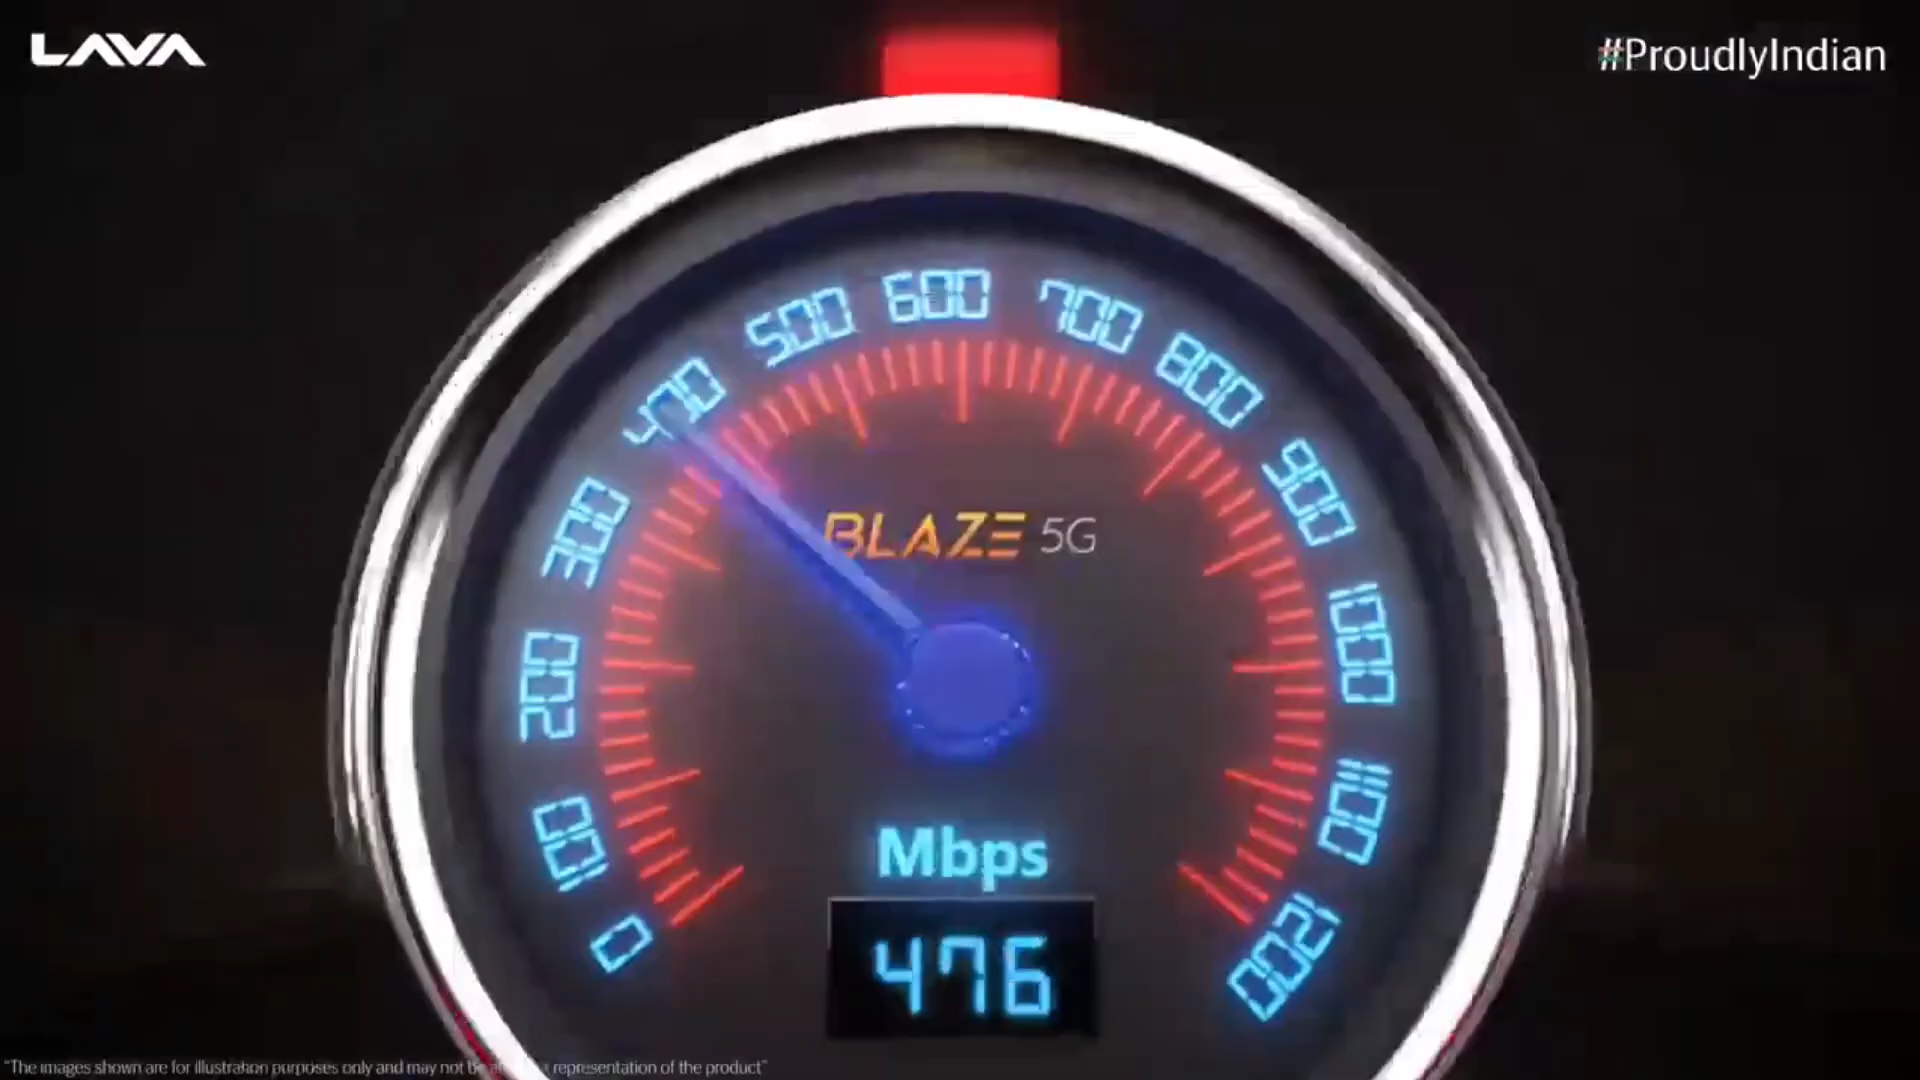 LAVA
#ProudlyIndian
0
100
200
300
400
500
600
700
800
900
1000
1100
1200
BLAZE 5G
Mbps
476
"The images shown are for illustration purposes only and may not be representation of the product"